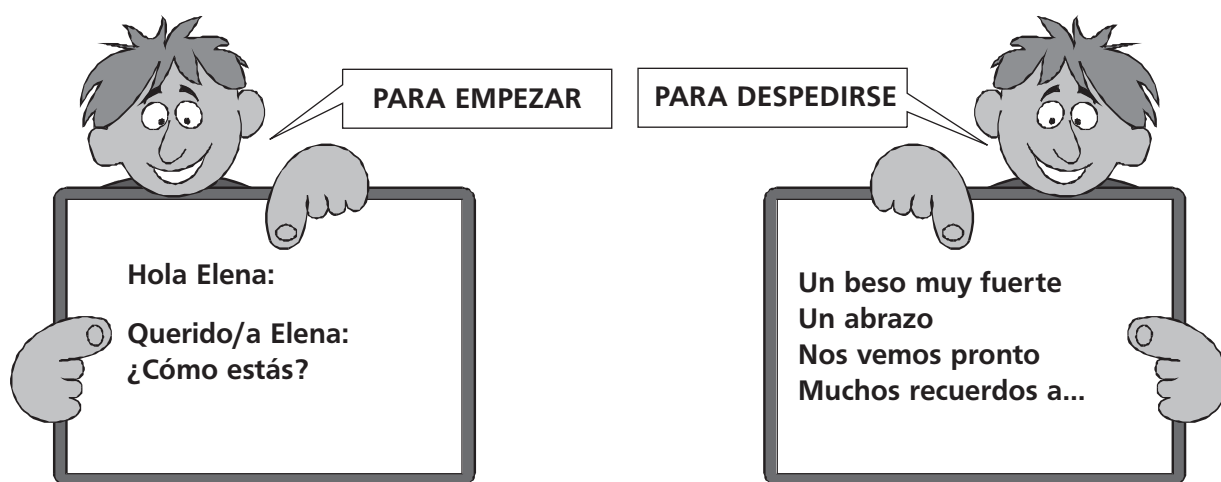 PARA EMPEZAR
Hola Elena:
Querido/a Elena:
¿Cómo estás?
PARA DESPEDIRSE
Un beso muy fuerte
Un abrazo
Nos vemos pronto
Muchos recuerdos a...